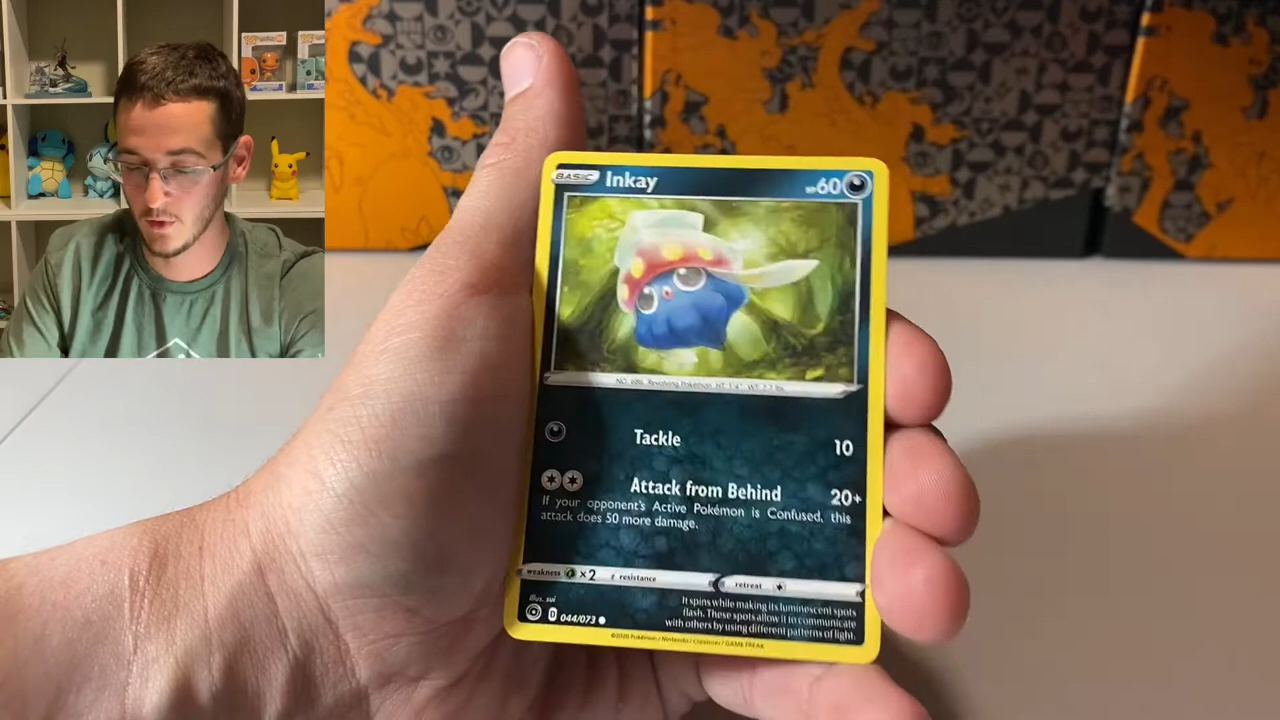 BASIC Inkay HP60
NO. 686 Revolving Pokémon HT: 1'4" WT: 7.7 lbs.
Tackle 10
Attack from Behind 20+
If your opponent's Active Pokémon is Confused, this
attack does 50 more damage.
weakness ×2 resistance retreat
illus. sui
It spins while making its luminescent spots
flash. These spots allow it to communicate
with others by using different patterns of light.
D 044/073
©2020 Pokémon / Nintendo / Creatures / GAME FREAK